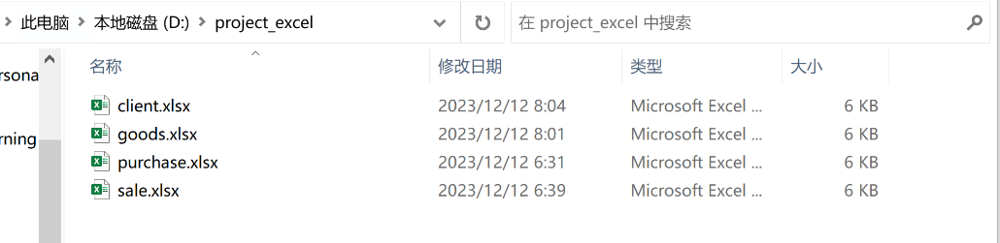 此电脑 > 本地磁盘 (D:) > project_excel
在 project_excel 中搜索
名称 修改日期 类型 大小
rsona
client.xlsx 2023/12/12 8:04 Microsoft Excel ... 6 KB
goods.xlsx 2023/12/12 8:01 Microsoft Excel ... 6 KB
rning
purchase.xlsx 2023/12/12 6:31 Microsoft Excel ... 6 KB
sale.xlsx 2023/12/12 6:39 Microsoft Excel ... 6 KB